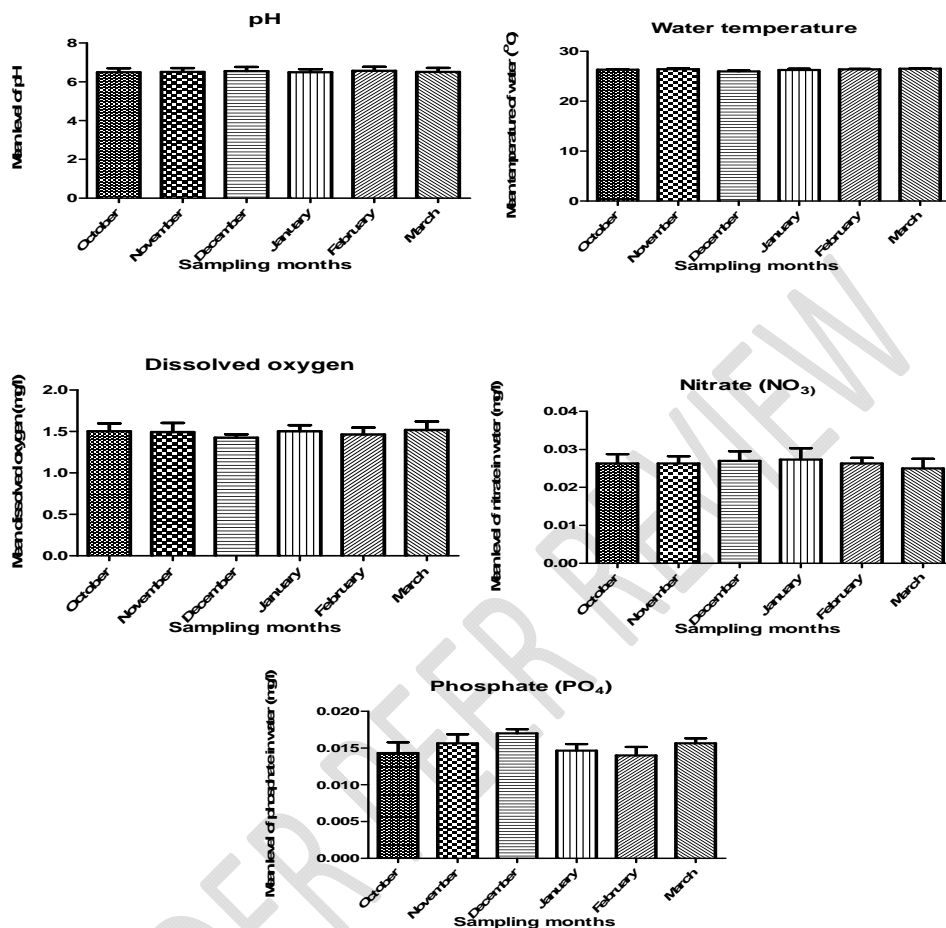 pH
Mean level of pH
8
6
4
2
0
October
November
December
January
February
March
Sampling months
Water temperature
Mean temperature of water (°C)
30
20
10
0
October
November
December
January
February
March
Sampling months
Dissolved oxygen
Mean dissolved oxygen (mg/l)
2.0
1.5
1.0
0.5
0.0
October
November
December
January
February
March
Sampling months
Nitrate (NO₃)
Mean level of nitrate in water (mg/l)
0.04
0.03
0.02
0.01
0.00
October
November
December
January
February
March
Sampling months
Phosphate (PO₄)
Mean level of phosphate in water (mg/l)
0.020
0.015
0.010
0.005
0.000
October
November
December
January
February
March
Sampling months
DER PEER REVIEW